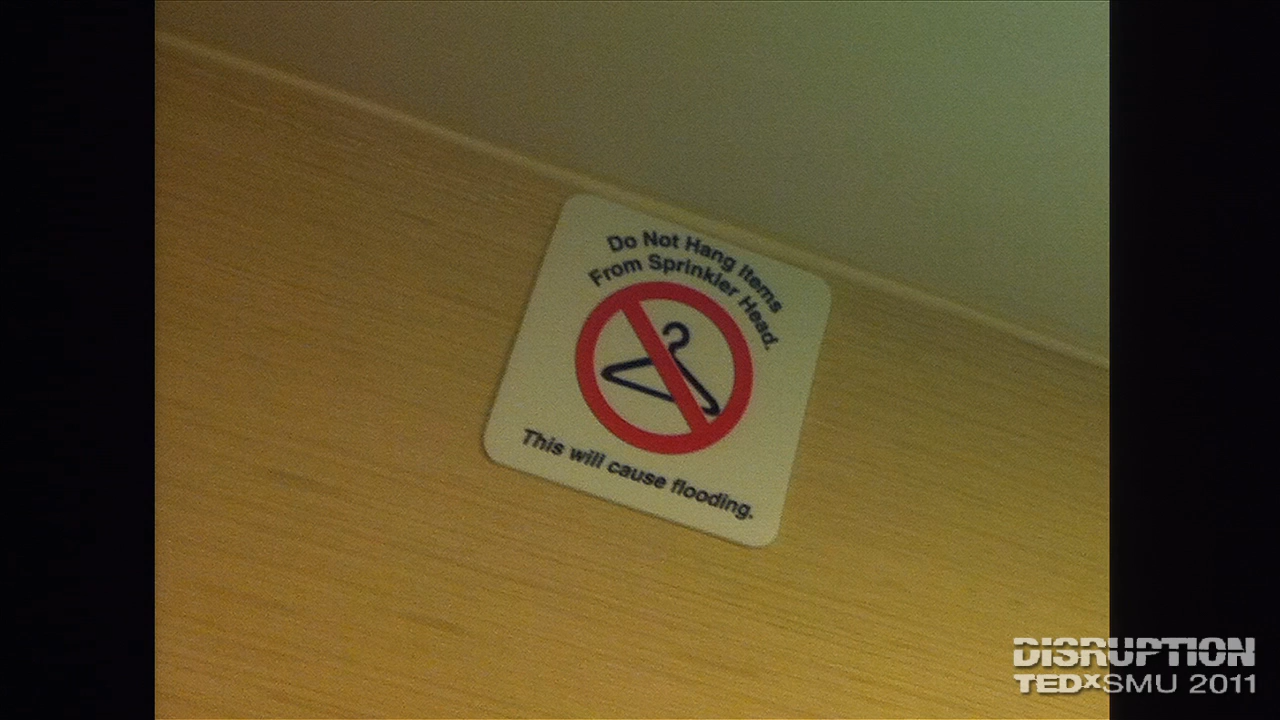 Do Not Hang Items
From Sprinkler Head.
This will cause flooding.
DISRUPTION
TEDxSMU 2011